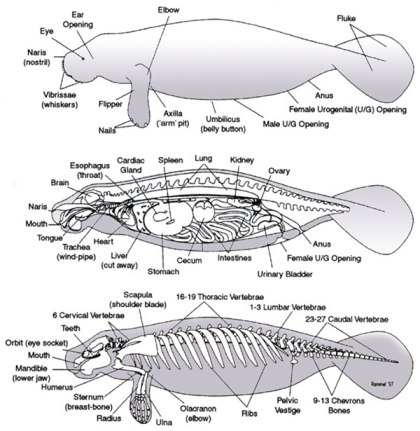 Ear
Opening
Elbow
Fluke
Eye
Naris
(nostril)
Vibrissae
(whiskers)
Flipper
Nails
Axilla
('arm' pit)
Umbilicus
(belly button)
Male U/G Opening
Female Urogenital (U/G) Opening
Anus
Esophagus
(throat)
Cardiac
Gland
Spleen
Lung
Kidney
Ovary
Brain
Naris
Mouth
Tongue
Trachea
(wind-pipe)
Heart
Liver
(cut away)
Stomach
Cecum
Intestines
Anus
Female U/G Opening
Urinary Bladder
Scapula
(shoulder blade)
16-19 Thoracic Vertebrae
1-3 Lumbar Vertebrae
23-27 Caudal Vertebrae
6 Cervical Vertebrae
Teeth
Orbit (eye socket)
Mouth
Mandible
(lower jaw)
Humerus
Sternum
(breast-bone)
Radius
Ulna
Olacranon
(elbow)
Ribs
Pelvic
Vestige
9-13 Chevrons
Bones
Rommel '97